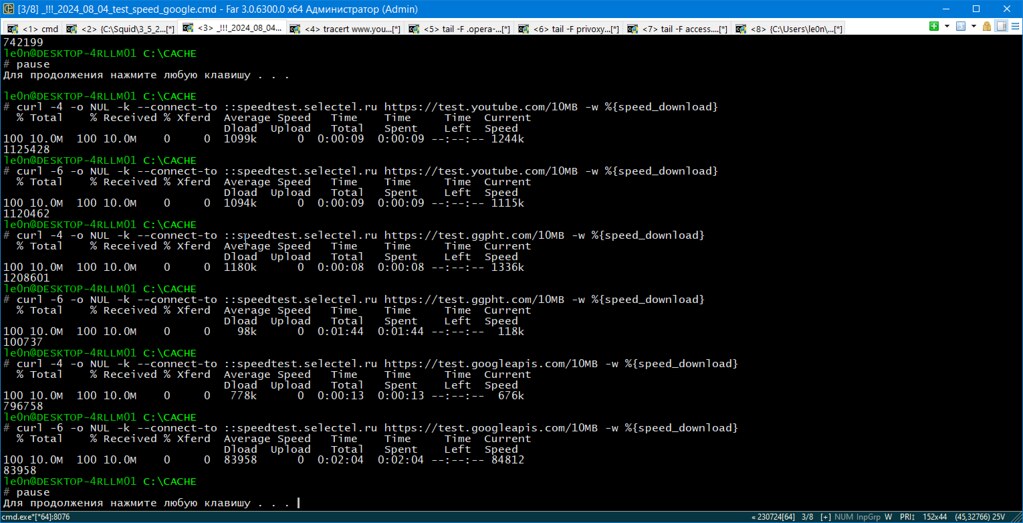 [3/8] _!!!_2024_08_04_test_speed_google.cmd - Far 3.0.6300.0 x64 Администратор (Admin)
<1> cmd <2> {C:\Squid\3_5_2...  <3> _!!!_2024_08_04... <4> tracert www.you...[*] <5> tail -F .opera-...[*] <6> tail -F privoxy...[*] <7> tail -F access....[*] <8> {C:\Users\le0n\...[*]
742199
le0n@DESKTOP-4RLLM01 C:\CACHE
# pause
Для продолжения нажмите любую клавишу . . .
le0n@DESKTOP-4RLLM01 C:\CACHE
# curl -4 -o NUL -k --connect-to ::speedtest.selectel.ru https://test.youtube.com/10MB -w %{speed_download}
% Total % Received % Xferd Average Speed Time Time Time Current
Dload Upload Total Spent Left Speed
100 10.0M 100 10.0M 0 0 1099k 0 0:00:09 0:00:09 --:--:-- 1244k
1125428
le0n@DESKTOP-4RLLM01 C:\CACHE
# curl -6 -o NUL -k --connect-to ::speedtest.selectel.ru https://test.youtube.com/10MB -w %{speed_download}
% Total % Received % Xferd Average Speed Time Time Time Current
Dload Upload Total Spent Left Speed
100 10.0M 100 10.0M 0 0 1094k 0 0:00:09 0:00:09 --:--:-- 1115k
1120462
le0n@DESKTOP-4RLLM01 C:\CACHE
# curl -4 -o NUL -k --connect-to ::speedtest.selectel.ru https://test.ggpht.com/10MB -w %{speed_download}
% Total % Received % Xferd Average Speed Time Time Time Current
Dload Upload Total Spent Left Speed
100 10.0M 100 10.0M 0 0 1180k 0 0:00:08 0:00:08 --:--:-- 1336k
1208601
le0n@DESKTOP-4RLLM01 C:\CACHE
# curl -6 -o NUL -k --connect-to ::speedtest.selectel.ru https://test.ggpht.com/10MB -w %{speed_download}
% Total % Received % Xferd Average Speed Time Time Time Current
Dload Upload Total Spent Left Speed
100 10.0M 100 10.0M 0 0 98k 0 0:01:44 0:01:44 --:--:-- 118k
100737
le0n@DESKTOP-4RLLM01 C:\CACHE
# curl -4 -o NUL -k --connect-to ::speedtest.selectel.ru https://test.googleapis.com/10MB -w %{speed_download}
% Total % Received % Xferd Average Speed Time Time Time Current
Dload Upload Total Spent Left Speed
100 10.0M 100 10.0M 0 0 778k 0 0:00:13 0:00:13 --:--:-- 676k
796758
le0n@DESKTOP-4RLLM01 C:\CACHE
# curl -6 -o NUL -k --connect-to ::speedtest.selectel.ru https://test.googleapis.com/10MB -w %{speed_download}
% Total % Received % Xferd Average Speed Time Time Time Current
Dload Upload Total Spent Left Speed
100 10.0M 100 10.0M 0 0 83958 0 0:02:04 0:02:04 --:--:-- 84812
83958
le0n@DESKTOP-4RLLM01 C:\CACHE
# pause
Для продолжения нажмите любую клавишу . . .
cmd.exe*[*64]:8076 « 230724[64] 3/8 [+] NUM InpGrp W PRI↕ 152x44 (45,32766) 25V